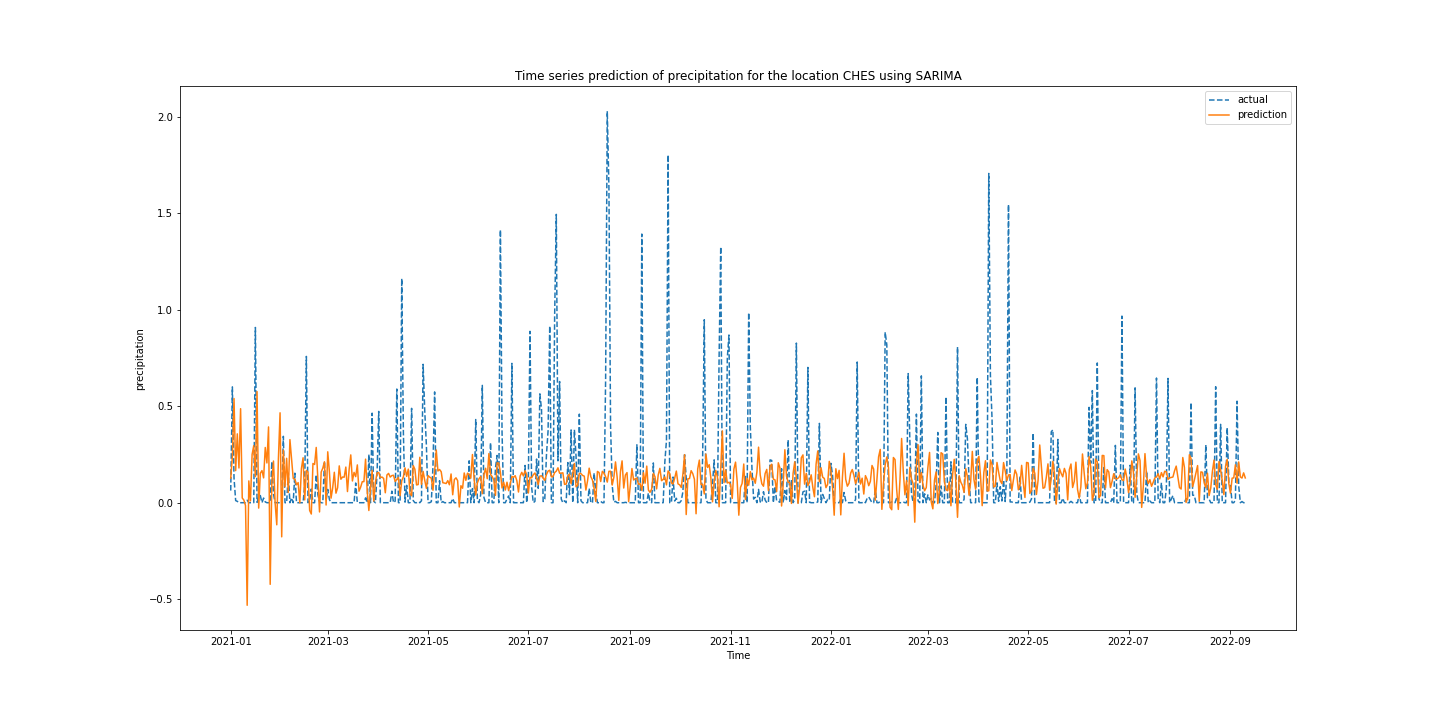 Time series prediction of precipitation for the location CHES using SARIMA
actual
prediction
2.0
1.5
1.0
0.5
0.0
−0.5
precipitation
2021-01 2021-03 2021-05 2021-07 2021-09 2021-11 2022-01 2022-03 2022-05 2022-07 2022-09
Time